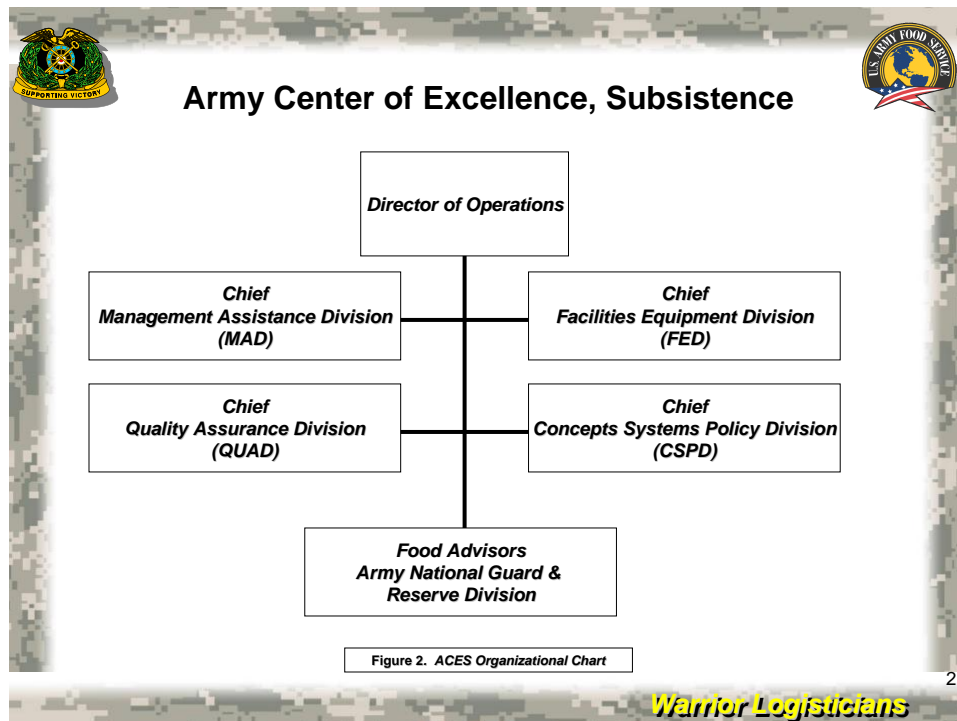 SUPPORTING VICTORY
U.S. ARMY FOOD SERVICE
Army Center of Excellence, Subsistence
Director of Operations
Chief
Management Assistance Division
(MAD)
Chief
Facilities Equipment Division
(FED)
Chief
Quality Assurance Division
(QUAD)
Chief
Concepts Systems Policy Division
(CSPD)
Food Advisors
Army National Guard &
Reserve Division
Figure 2. ACES Organizational Chart
2
Warrior Logisticians